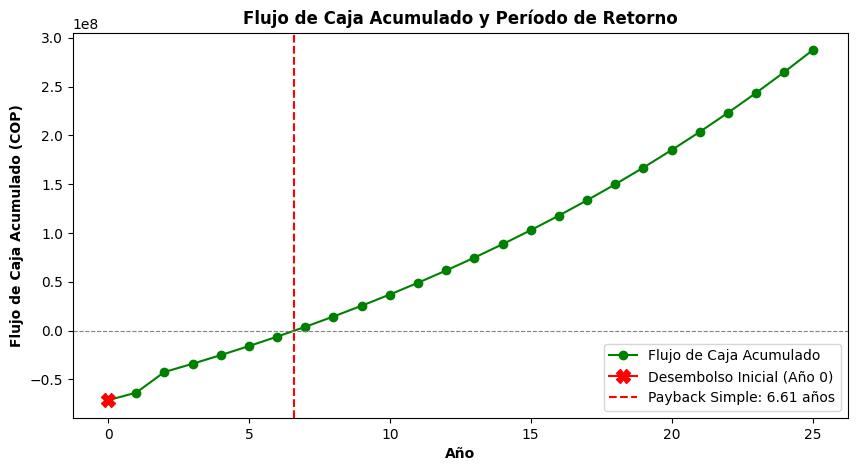 Flujo de Caja Acumulado y Período de Retorno
1e8
3.0
2.5
2.0
1.5
1.0
0.5
0.0
−0.5
Flujo de Caja Acumulado (COP)
Flujo de Caja Acumulado
Desembolso Inicial (Año 0)
Payback Simple: 6.61 años
0 5 10 15 20 25
Año